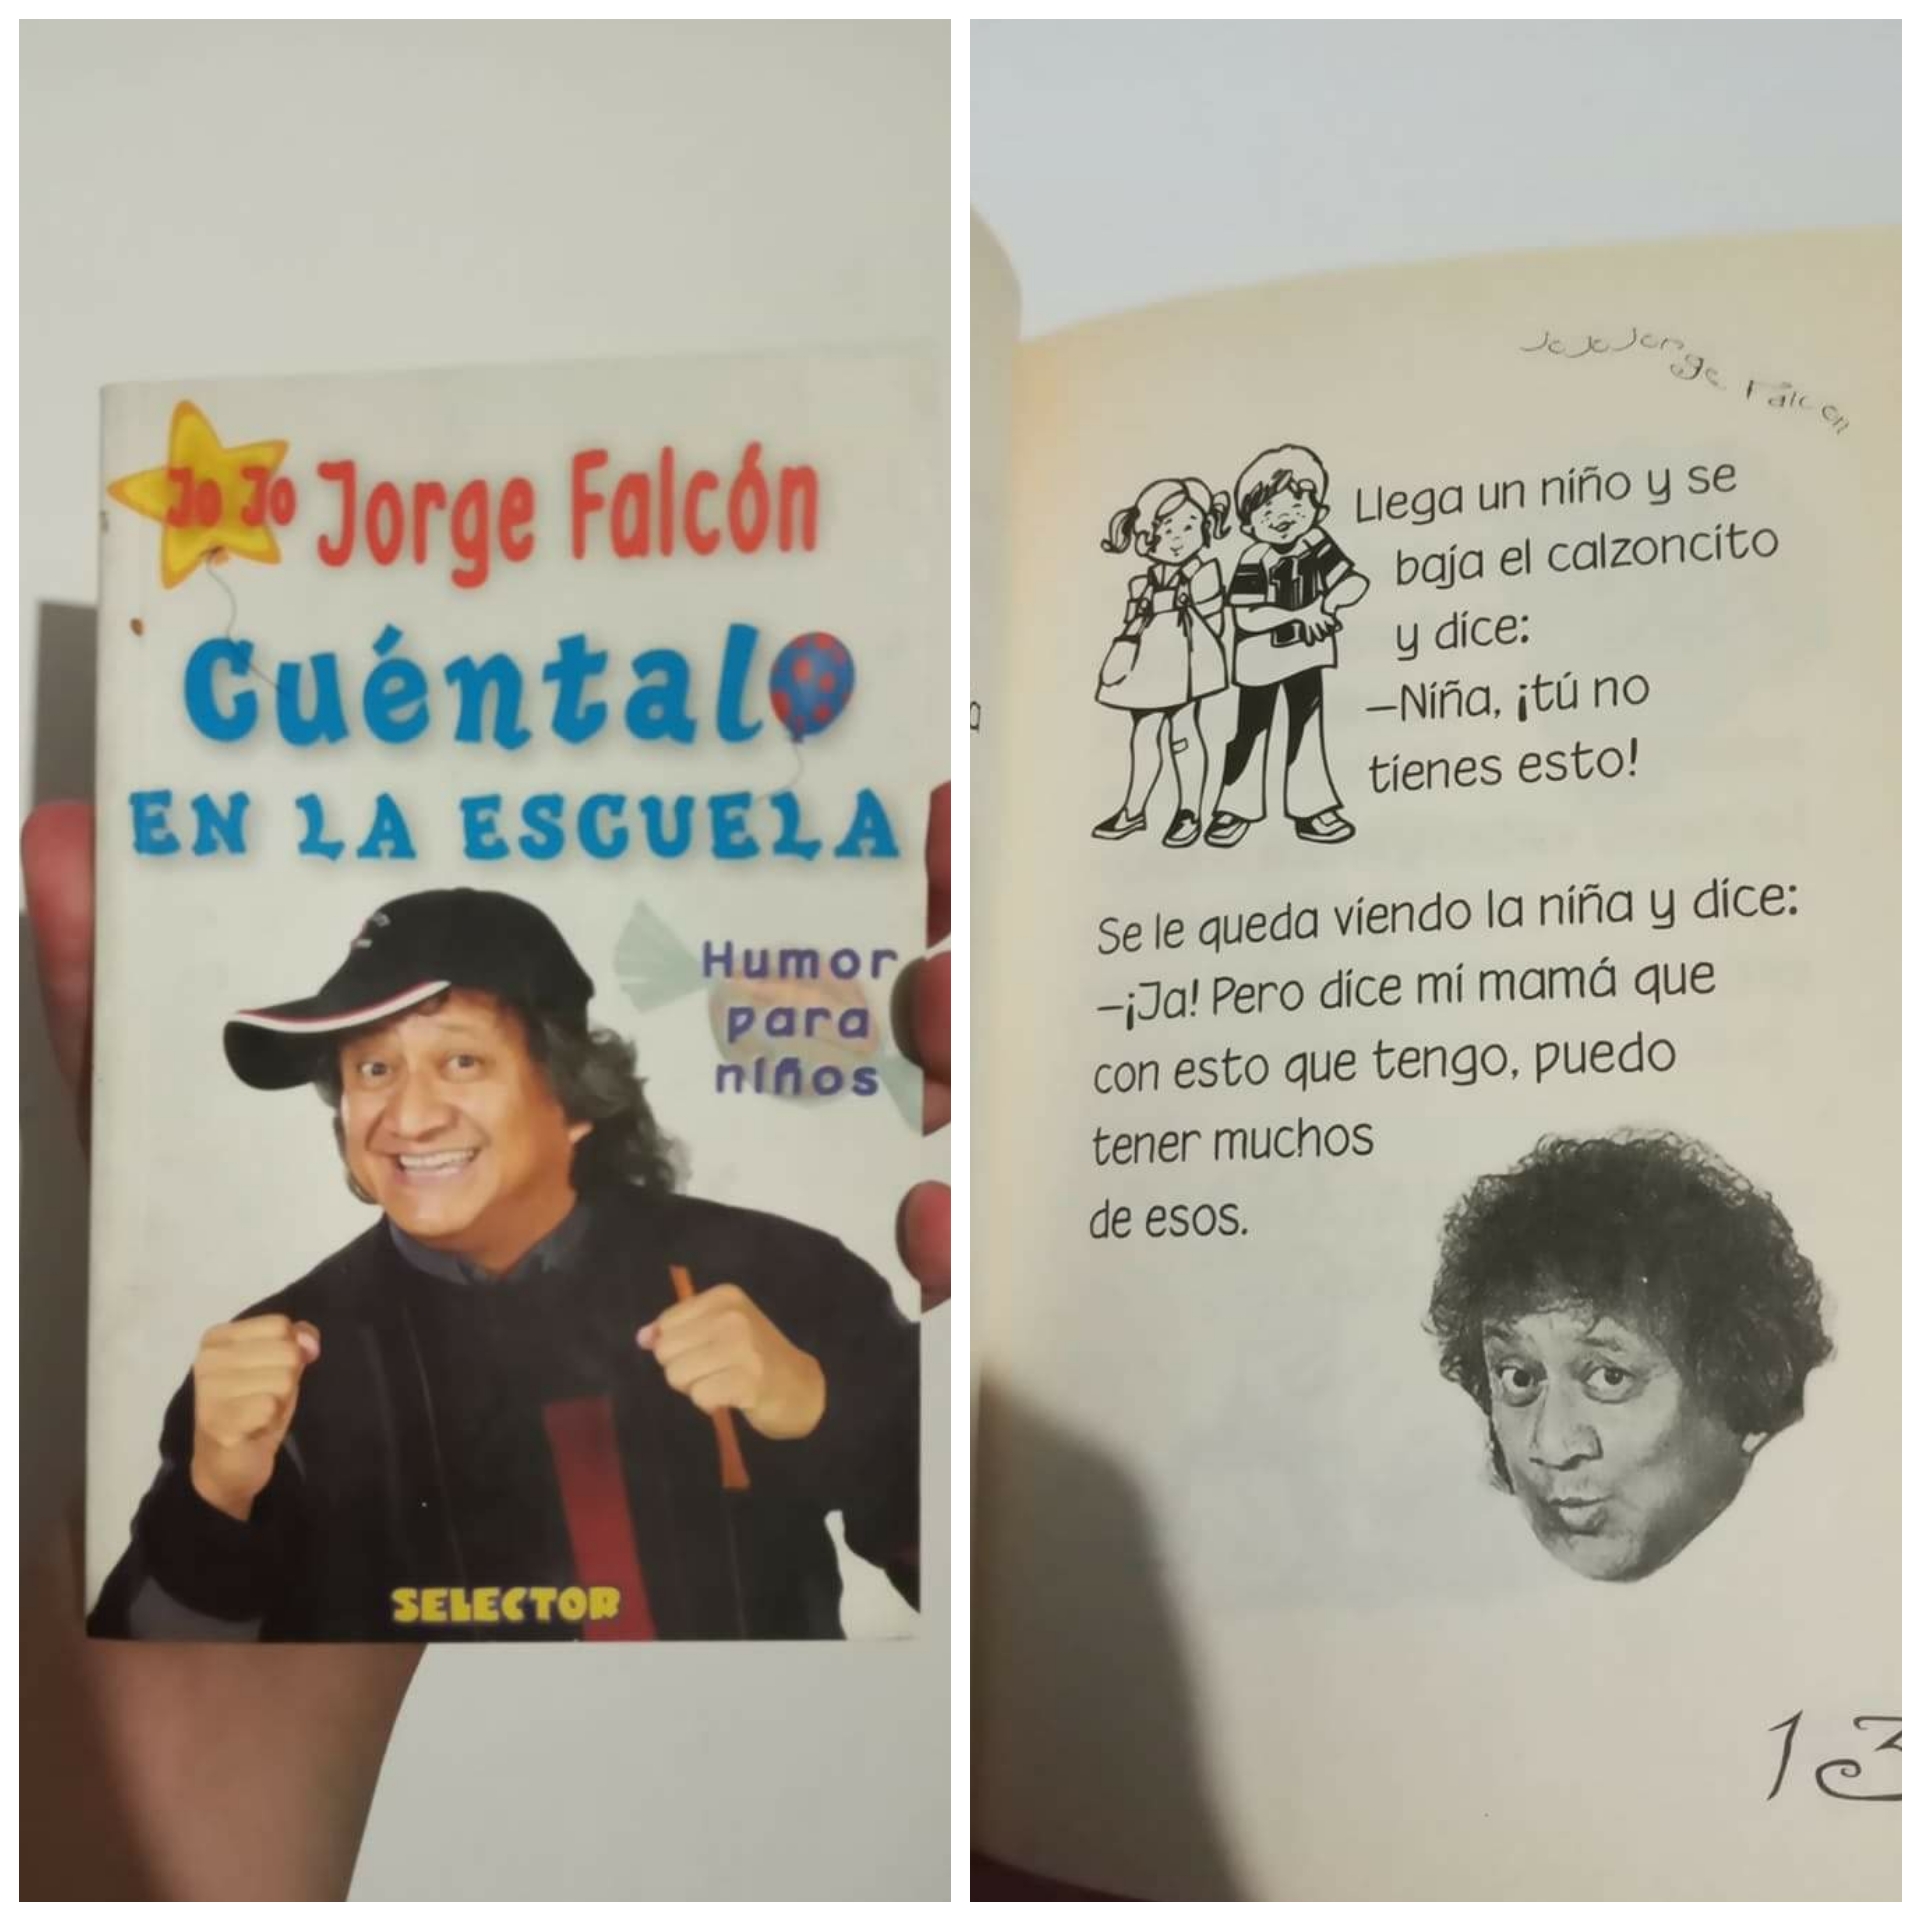 Jo Jo Jorge Falcón
Cuéntalo
EN LA ESCUELA
Humor
para
niños
SELECTOR
Jo Jo Jorge Falcón
Llega un niño y se
baja el calzoncito
y dice:
–Niña, ¡tú no
tienes esto!
Se le queda viendo la niña y dice:
–¡Ja! Pero dice mi mamá que
con esto que tengo, puedo
tener muchos
de esos.
13